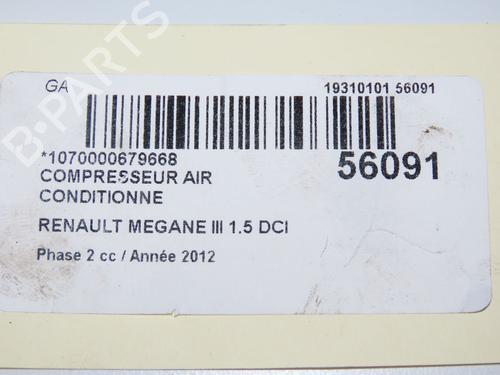 B-PARTS
GA
19310101 56091
*1070000679668
56091
COMPRESSEUR AIR
CONDITIONNE
RENAULT MEGANE III 1.5 DCI
Phase 2 cc / Année 2012